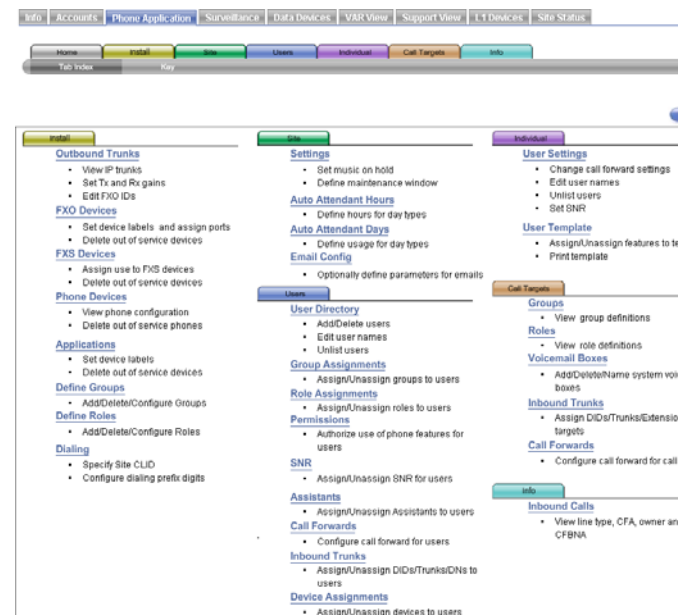 Info Accounts Phone Application Surveillance Data Devices VAR View Support View L1 Devices Site Status
Home Install Site Users Individual Call Targets Info
Tab Index Key
Install
Outbound Trunks
• View IP trunks
• Set Tx and Rx gains
• Edit FXO IDs
FXO Devices
• Set device labels and assign ports
• Delete out of service devices
FXS Devices
• Assign use to FXS devices
• Delete out of service devices
Phone Devices
• View phone configuration
• Delete out of service phones
Applications
• Set device labels
• Delete out of service devices
Define Groups
• Add/Delete/Configure Groups
Define Roles
• Add/Delete/Configure Roles
Dialing
• Specify Site CLID
• Configure dialing prefix digits
Site
Settings
• Set music on hold
• Define maintenance window
Auto Attendant Hours
• Define hours for day types
Auto Attendant Days
• Define usage for day types
Email Config
• Optionally define parameters for emails
Users
User Directory
• Add/Delete users
• Edit user names
• Unlist users
Group Assignments
• Assign/Unassign groups to users
Role Assignments
• Assign/Unassign roles to users
Permissions
• Authorize use of phone features for
users
SNR
• Assign/Unassign SNR for users
Assistants
• Assign/Unassign Assistants to users
Call Forwards
• Configure call forward for users
Inbound Trunks
• Assign/Unassign DIDs/Trunks/DNs to
users
Device Assignments
• Assign/Unassign devices to users
Individual
User Settings
• Change call forward settings
• Edit user names
• Unlist users
• Set SNR
User Template
• Assign/Unassign features to te
• Print template
Call Targets
Groups
• View group definitions
Roles
• View role definitions
Voicemail Boxes
• Add/Delete/Name system voi
boxes
Inbound Trunks
• Assign DIDs/Trunks/Extensio
targets
Call Forwards
• Configure call forward for call
Info
Inbound Calls
• View line type, CFA, owner an
CFBNA